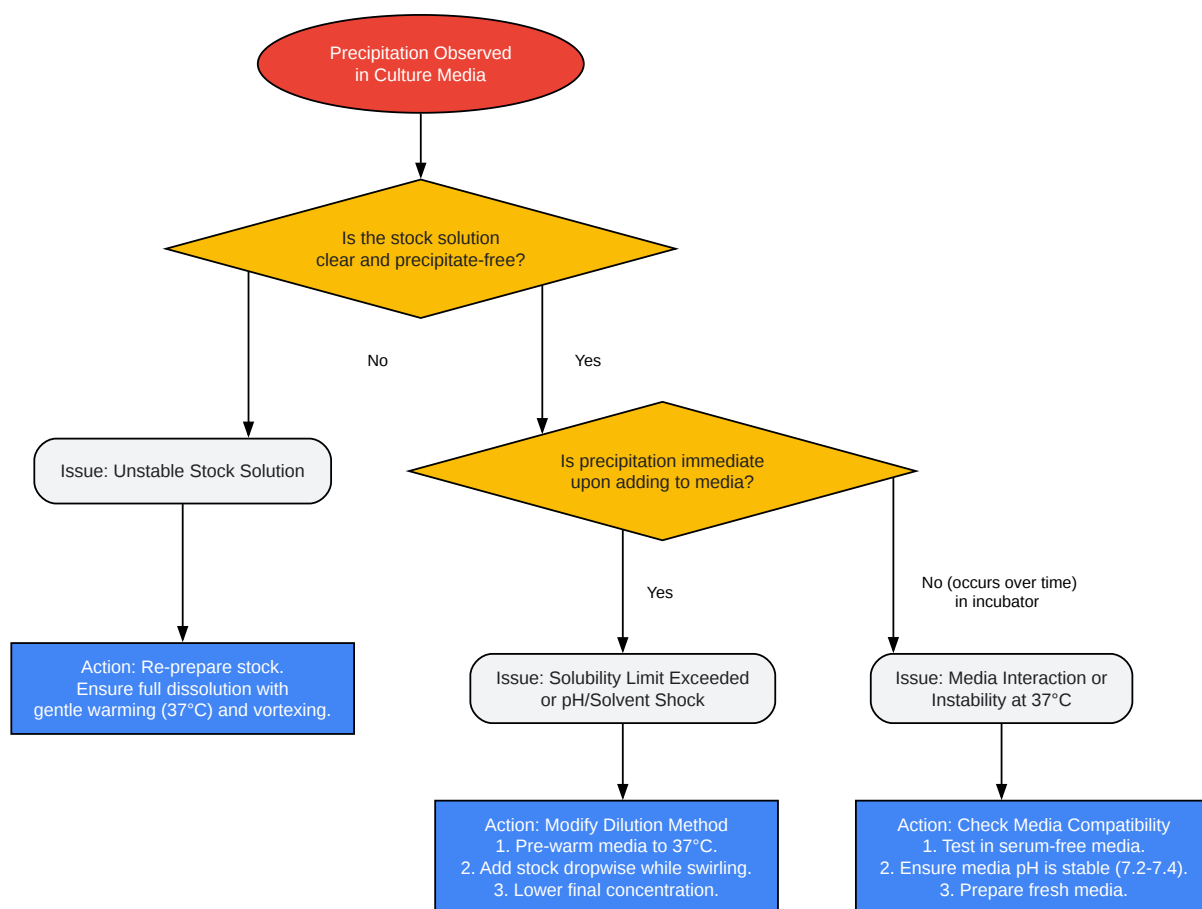 Precipitation Observed
in Culture Media
Is the stock solution
clear and precipitate-free?
No
Yes
Issue: Unstable Stock Solution
Is precipitation immediate
upon adding to media?
Yes
No (occurs over time)
in incubator
Action: Re-prepare stock.
Ensure full dissolution with
gentle warming (37°C) and vortexing.
Issue: Solubility Limit Exceeded
or pH/Solvent Shock
Issue: Media Interaction or
Instability at 37°C
Action: Modify Dilution Method
1. Pre-warm media to 37°C.
2. Add stock dropwise while swirling.
3. Lower final concentration.
Action: Check Media Compatibility
1. Test in serum-free media.
2. Ensure media pH is stable (7.2-7.4).
3. Prepare fresh media.